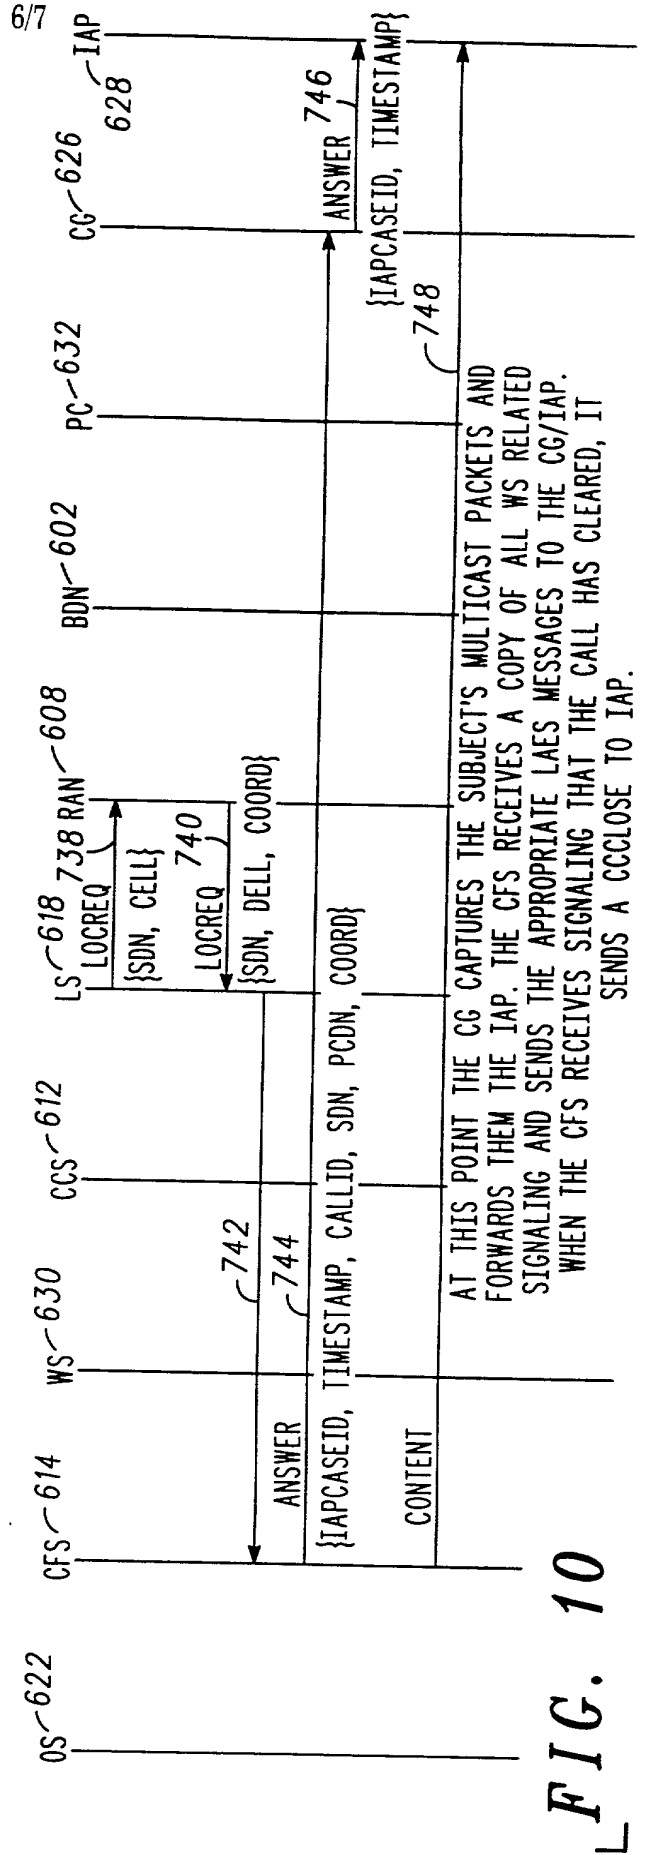 6/7
OS 622
CFS 614
WS 630
CCS 612
LS 618
RAN 608
BDN 602
PC 632
CG 626
IAP
628
LOCREQ 738
{SDN, CELL}
LOCREQ 740
{SDN, DELL, COORD}
742
ANSWER 744
{IAPCASEID, TIMESTAMP, CALLID, SDN, PCDN, COORD}
ANSWER 746
{IAPCASEID, TIMESTAMP}
CONTENT 748
AT THIS POINT THE CG CAPTURES THE SUBJECT'S MULTICAST PACKETS AND
FORWARDS THEM THE IAP. THE CFS RECEIVES A COPY OF ALL WS RELATED
SIGNALING AND SENDS THE APPROPRIATE LAES MESSAGES TO THE CG/IAP.
WHEN THE CFS RECEIVES SIGNALING THAT THE CALL HAS CLEARED, IT
SENDS A CCCLOSE TO IAP.
FIG. 10